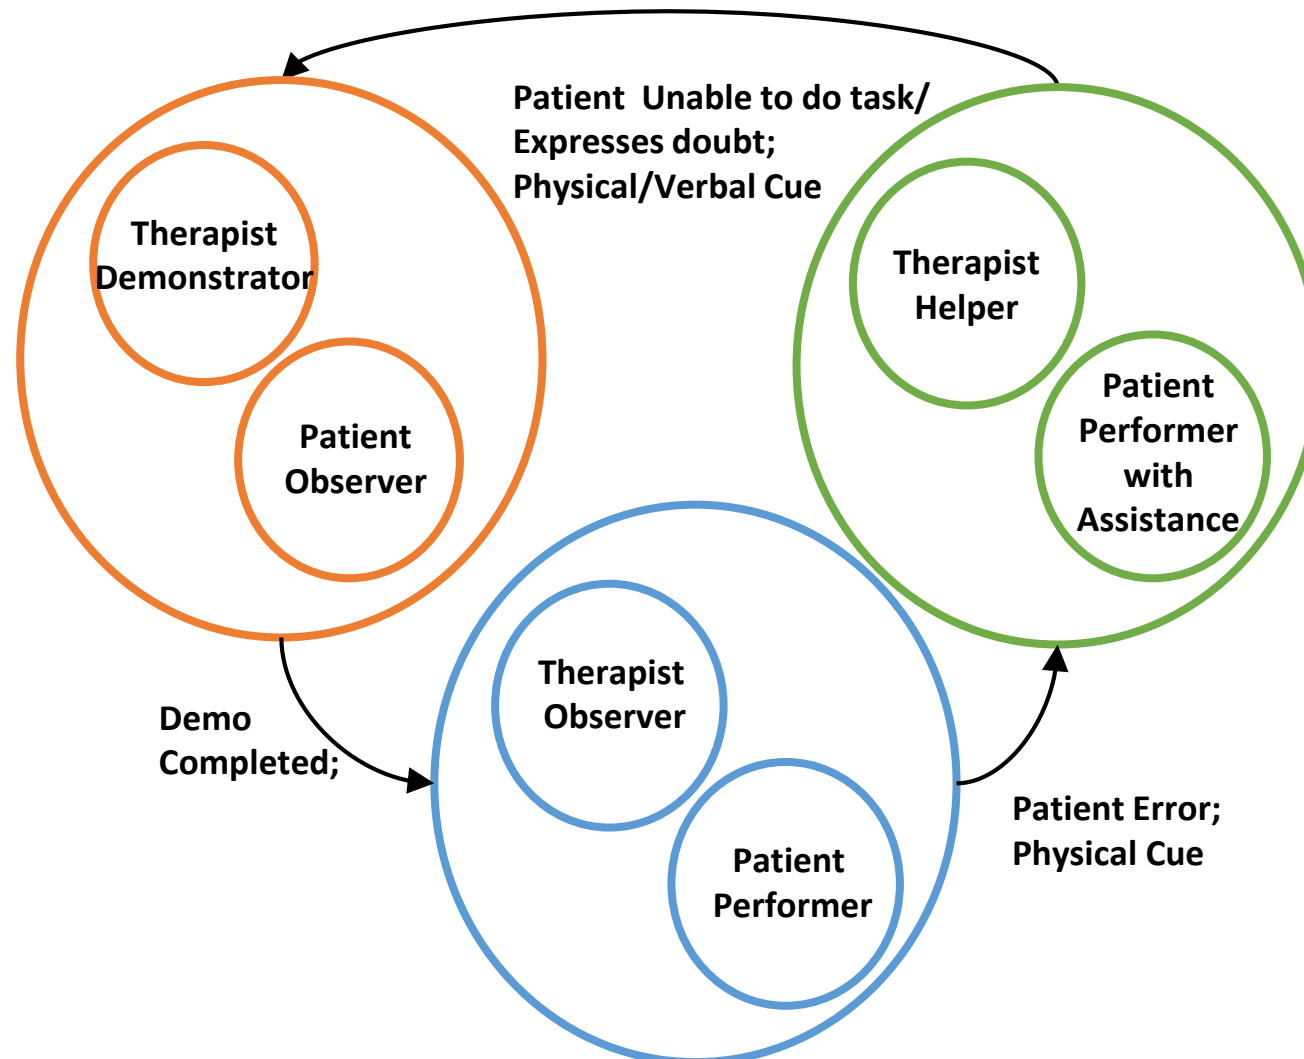 Patient  Unable to do task/
Expresses doubt;
Physical/Verbal Cue
Therapist
Demonstrator
Patient
Observer
Therapist
Helper
Patient
Performer
with
Assistance
Demo
Completed;
Therapist
Observer
Patient
Performer
Patient Error;
Physical Cue